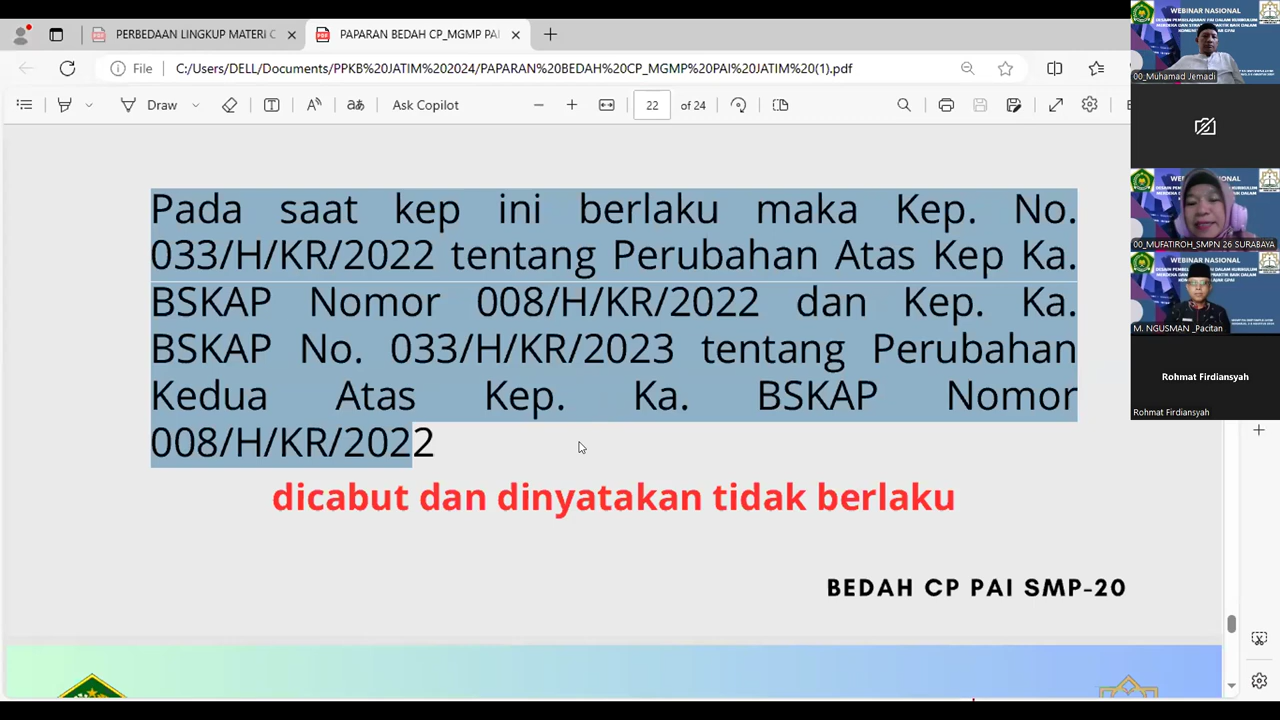 PERBEDAAN LINGKUP MATERI C
PAPARAN BEDAH CP_MGMP PAI
File
C:/Users/DELL/Documents/PPKB%20JATIM%202024/PAPARAN%20BEDAH%20CP_MGMP%20PAI%20JATIM%20(1).pdf
Draw
Ask Copilot
22 of 24
Pada saat kep ini berlaku maka Kep. No.
033/H/KR/2022 tentang Perubahan Atas Kep Ka.
BSKAP Nomor 008/H/KR/2022 dan Kep. Ka.
BSKAP No. 033/H/KR/2023 tentang Perubahan
Kedua Atas Kep. Ka. BSKAP Nomor
008/H/KR/2022
dicabut dan dinyatakan tidak berlaku
BEDAH CP PAI SMP-20
WEBINAR NASIONAL
00_Muhamad Jemadi
00_MUFATIROH_SMPN 26 SURABAYA
WEBINAR NASIONAL
M. NGUSMAN _Pacitan
Rohmat Firdiansyah
Rohmat Firdiansyah